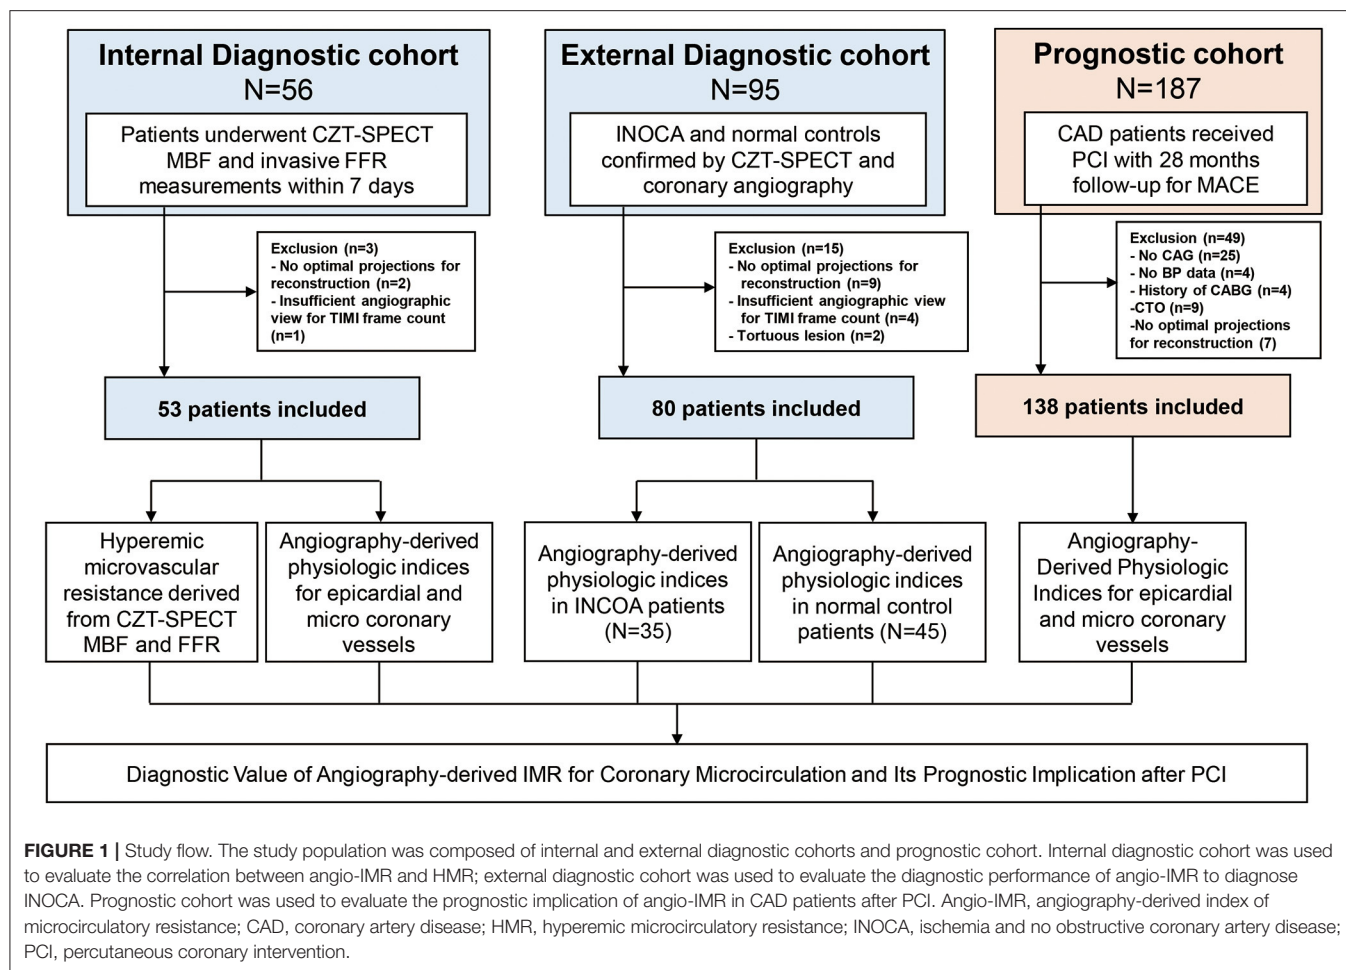 Internal Diagnostic cohort
N=56
Patients underwent CZT-SPECT
MBF and invasive FFR
measurements within 7 days
External Diagnostic cohort
N=95
INOCA and normal controls
confirmed by CZT-SPECT and
coronary angiography
Prognostic cohort
N=187
CAD patients received
PCI with 28 months
follow-up for MACE
Exclusion (n=3)
- No optimal projections for
reconstruction (n=2)
- Insufficient angiographic
view for TIMI frame count
(n=1)
Exclusion (n=15)
- No optimal projections for
reconstruction (n=9)
- Insufficient angiographic view
for TIMI frame count (n=4)
- Tortuous lesion (n=2)
Exclusion (n=49)
- No CAG (n=25)
- No BP data (n=4)
- History of CABG (n=4)
-CTO (n=9)
-No optimal projections
for reconstruction (7)
53 patients included
80 patients included
138 patients included
Hyperemic
microvascular
resistance derived
from CZT-SPECT
MBF and FFR
Angiography-derived
physiologic indices
for epicardial and
micro coronary
vessels
Angiography-derived
physiologic indices
in INCOA patients
(N=35)
Angiography-derived
physiologic indices
in normal control
patients (N=45)
Angiography-
Derived Physiologic
Indices for epicardial
and micro coronary
vessels
Diagnostic Value of Angiography-derived IMR for Coronary Microcirculation and Its Prognostic Implication after PCI
FIGURE 1 | Study flow. The study population was composed of internal and external diagnostic cohorts and prognostic cohort. Internal diagnostic cohort was used
to evaluate the correlation between angio-IMR and HMR; external diagnostic cohort was used to evaluate the diagnostic performance of angio-IMR to diagnose
INOCA. Prognostic cohort was used to evaluate the prognostic implication of angio-IMR in CAD patients after PCI. Angio-IMR, angiography-derived index of
microcirculatory resistance; CAD, coronary artery disease; HMR, hyperemic microcirculatory resistance; INOCA, ischemia and no obstructive coronary artery disease;
PCI, percutaneous coronary intervention.